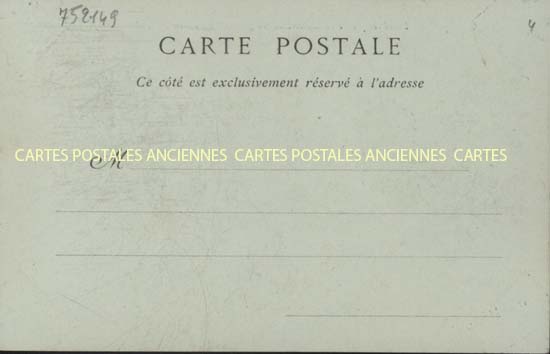 752149
4
CARTE POSTALE
Ce côté est exclusivement réservé à l'adresse
CARTES POSTALES ANCIENNES CARTES POSTALES ANCIENNES CARTES
M